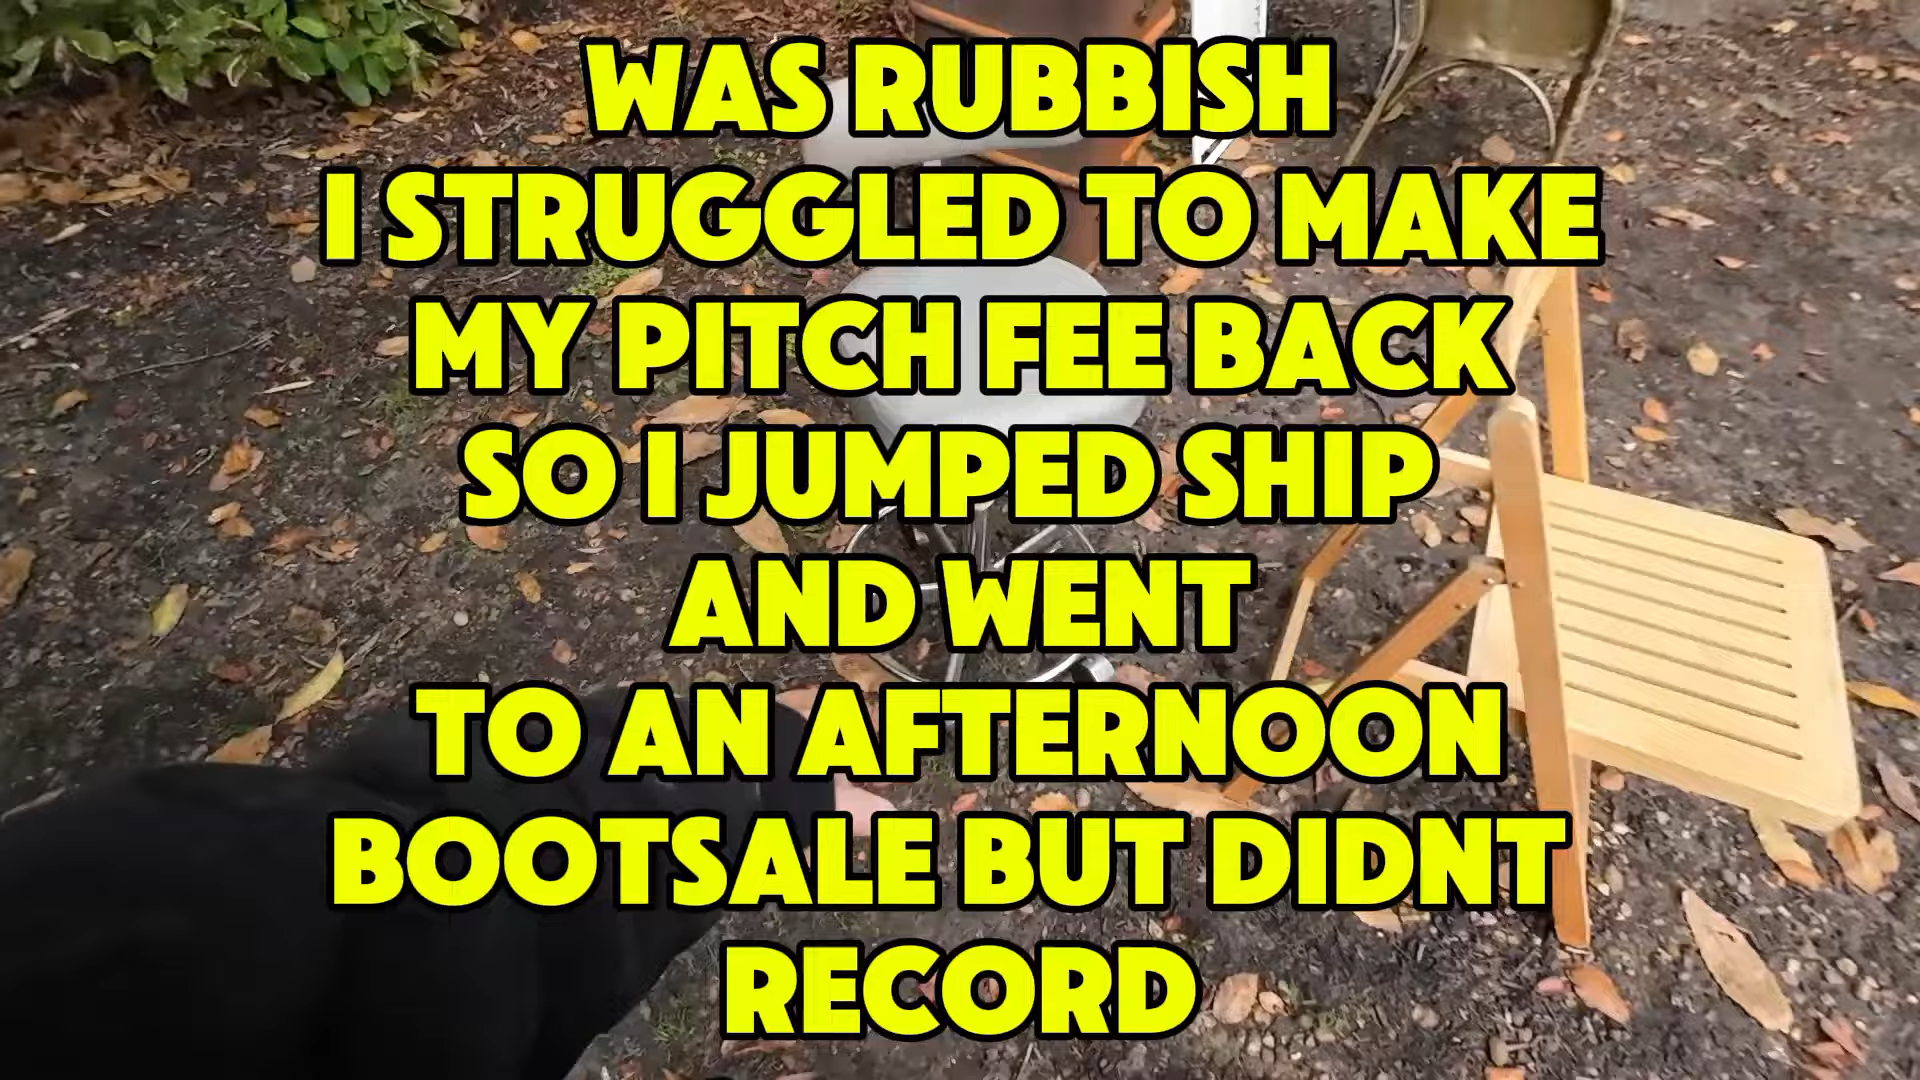 WAS RUBBISH
I STRUGGLED TO MAKE
MY PITCH FEE BACK
SO I JUMPED SHIP
AND WENT
TO AN AFTERNOON
BOOTSALE BUT DIDNT
RECORD